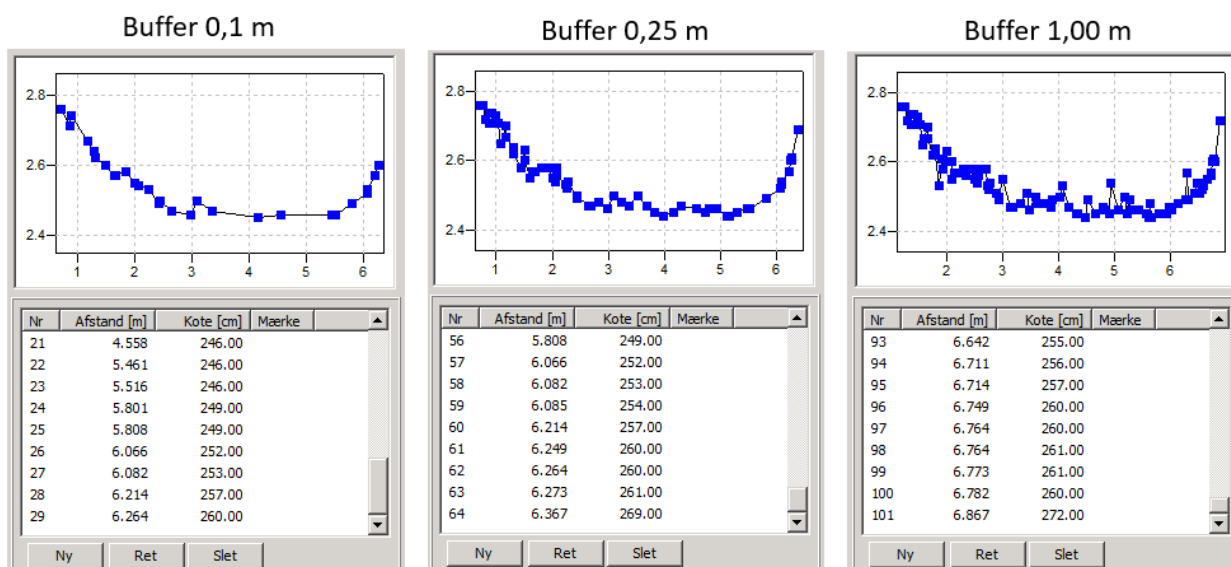 Buffer 0,1 m
2.8
2.6
2.4
1 2 3 4 5 6
Nr Afstand [m] Kote [cm] Mærke
21 4.558 246.00
22 5.461 246.00
23 5.516 246.00
24 5.801 249.00
25 5.808 249.00
26 6.066 252.00
27 6.082 253.00
28 6.214 257.00
29 6.264 260.00
Ny Ret Slet
Buffer 0,25 m
2.8
2.6
2.4
1 2 3 4 5 6
Nr Afstand [m] Kote [cm] Mærke
56 5.808 249.00
57 6.066 252.00
58 6.082 253.00
59 6.085 254.00
60 6.214 257.00
61 6.249 260.00
62 6.264 260.00
63 6.273 261.00
64 6.367 269.00
Ny Ret Slet
Buffer 1,00 m
2.8
2.6
2.4
2 3 4 5 6
Nr Afstand [m] Kote [cm] Mærke
93 6.642 255.00
94 6.711 256.00
95 6.714 257.00
96 6.749 260.00
97 6.764 260.00
98 6.764 261.00
99 6.773 261.00
100 6.782 260.00
101 6.867 272.00
Ny Ret Slet